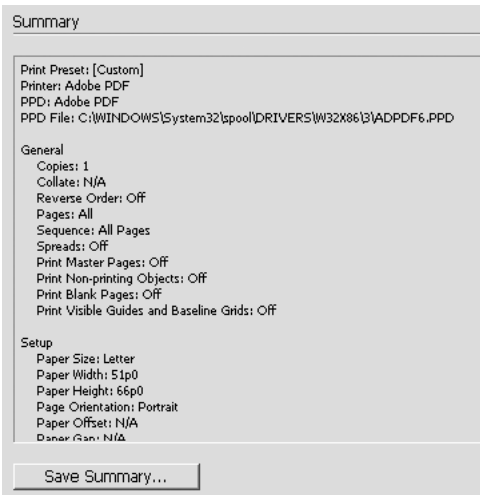 Summary
Print Preset: [Custom]
Printer: Adobe PDF
PPD: Adobe PDF
PPD File: C:\WINDOWS\System32\spool\DRIVERS\W32X86\3\ADPDF6.PPD
General
Copies: 1
Collate: N/A
Reverse Order: Off
Pages: All
Sequence: All Pages
Spreads: Off
Print Master Pages: Off
Print Non-printing Objects: Off
Print Blank Pages: Off
Print Visible Guides and Baseline Grids: Off
Setup
Paper Size: Letter
Paper Width: 51p0
Paper Height: 66p0
Page Orientation: Portrait
Paper Offset: N/A
Paper Gap: N/A
Save Summary...